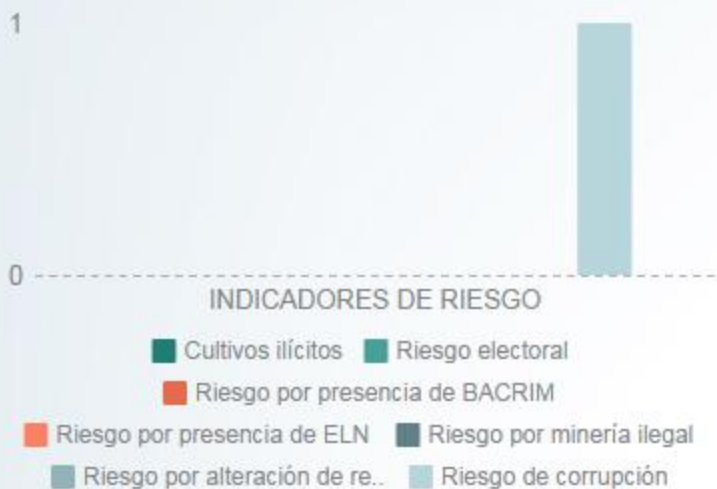 1
0
INDICADORES DE RIESGO
Cultivos ilícitos Riesgo electoral
Riesgo por presencia de BACRIM
Riesgo por presencia de ELN Riesgo por minería ilegal
Riesgo por alteración de re.. Riesgo de corrupción